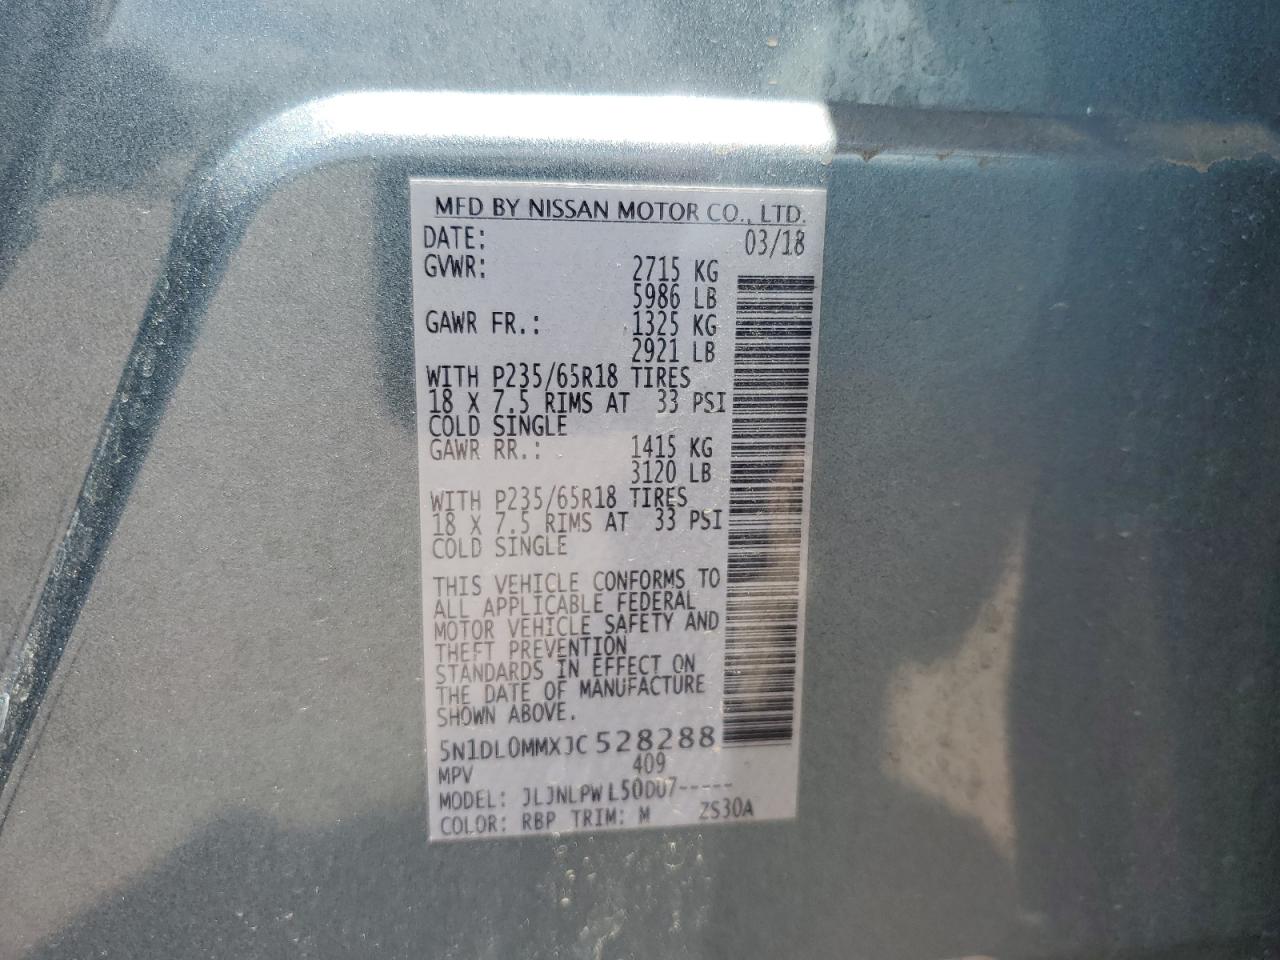 MFD BY NISSAN MOTOR CO., LTD.
DATE: 03/18
GVWR: 2715 KG
5986 LB
GAWR FR.: 1325 KG
2921 LB
WITH P235/65R18 TIRES
18 X 7.5 RIMS AT 33 PSI
COLD SINGLE
GAWR RR.: 1415 KG
3120 LB
WITH P235/65R18 TIRES
18 X 7.5 RIMS AT 33 PSI
COLD SINGLE
THIS VEHICLE CONFORMS TO
ALL APPLICABLE FEDERAL
MOTOR VEHICLE SAFETY AND
THEFT PREVENTION
STANDARDS IN EFFECT ON
THE DATE OF MANUFACTURE
SHOWN ABOVE.
5N1DL0MMXJC528288
MPV 409
MODEL: JLJNLPWL50DU7-----
COLOR: RBP TRIM: M ZS30A